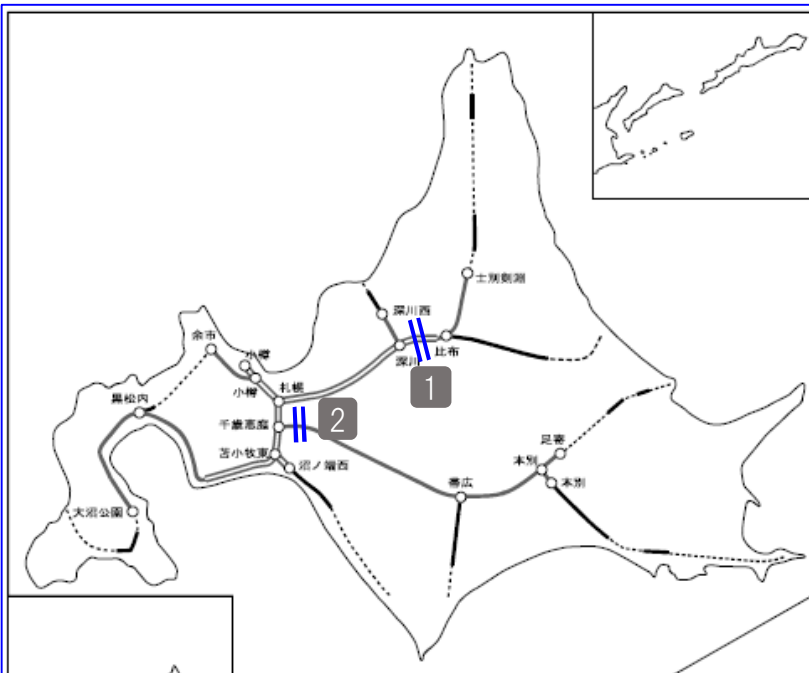 士別剣淵
深川西
余市
小樽
比布
深川
1
小樽
札幌
黒松内
2
千歳恵庭
足寄
苫小牧東
沼ノ端西
本別
本別
帯広
大沼公園